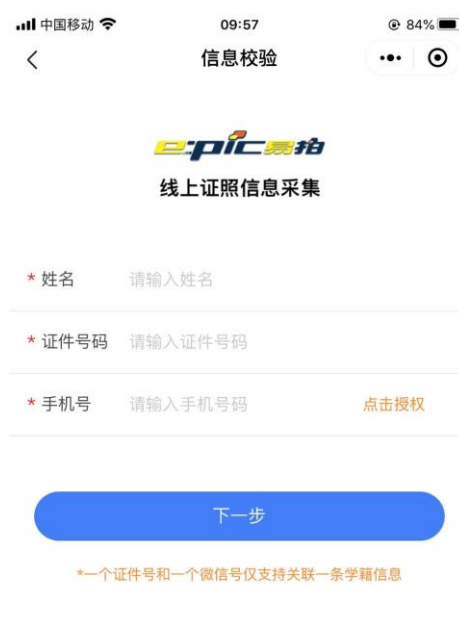 中国移动 09:57 84%
信息校验
e:pic易拍
线上证照信息采集
* 姓名 请输入姓名
* 证件号码 请输入证件号码
* 手机号 请输入手机号码 点击授权
下一步
*一个证件号和一个微信号仅支持关联一条学籍信息